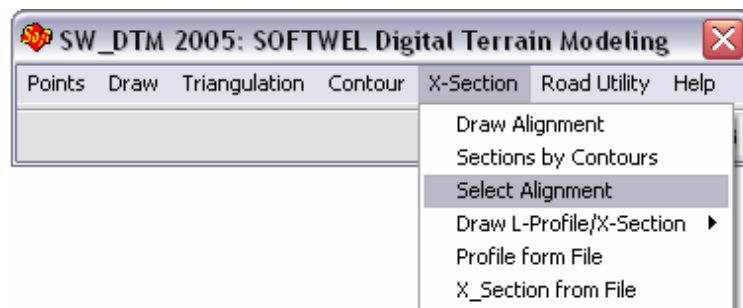 SW_DTM 2005: SOFTWEL Digital Terrain Modeling
Points Draw Triangulation Contour X-Section Road Utility Help
Draw Alignment
Sections by Contours
Select Alignment
Draw L-Profile/X-Section
Profile form File
X_Section from File